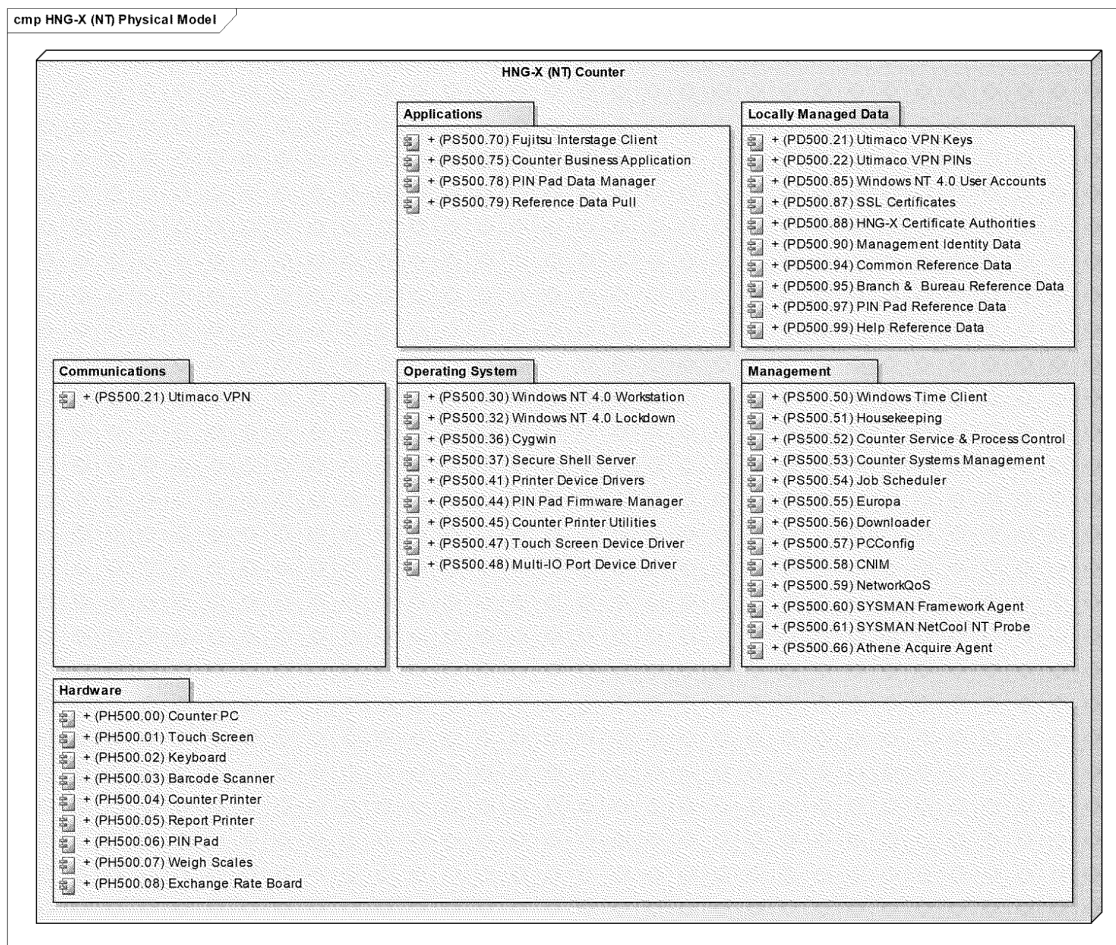 cmp HNG-X (NT) Physical Model
HNG-X (NT) Counter
Applications
+ (PS500.70) Fujitsu Interstage Client
+ (PS500.75) Counter Business Application
+ (PS500.78) PIN Pad Data Manager
+ (PS500.79) Reference Data Pull
Locally Managed Data
+ (PD500.21) Utimaco VPN Keys
+ (PD500.22) Utimaco VPN PINs
+ (PD500.85) Windows NT 4.0 User Accounts
+ (PD500.87) SSL Certificates
+ (PD500.88) HNG-X Certificate Authorities
+ (PD500.90) Management Identity Data
+ (PD500.94) Common Reference Data
+ (PD500.95) Branch & Bureau Reference Data
+ (PD500.97) PIN Pad Reference Data
+ (PD500.99) Help Reference Data
Communications
+ (PS500.21) Utimaco VPN
Operating System
+ (PS500.30) Windows NT 4.0 Workstation
+ (PS500.32) Windows NT 4.0 Lockdown
+ (PS500.36) Cygwin
+ (PS500.37) Secure Shell Server
+ (PS500.41) Printer Device Drivers
+ (PS500.44) PIN Pad Firmware Manager
+ (PS500.45) Counter Printer Utilities
+ (PS500.47) Touch Screen Device Driver
+ (PS500.48) Multi-IO Port Device Driver
Management
+ (PS500.50) Windows Time Client
+ (PS500.51) Housekeeping
+ (PS500.52) Counter Service & Process Control
+ (PS500.53) Counter Systems Management
+ (PS500.54) Job Scheduler
+ (PS500.55) Europa
+ (PS500.56) Downloader
+ (PS500.57) PCConfig
+ (PS500.58) CNIM
+ (PS500.59) NetworkQoS
+ (PS500.60) SYSMAN Framework Agent
+ (PS500.61) SYSMAN NetCool NT Probe
+ (PS500.66) Athene Acquire Agent
Hardware
+ (PH500.00) Counter PC
+ (PH500.01) Touch Screen
+ (PH500.02) Keyboard
+ (PH500.03) Barcode Scanner
+ (PH500.04) Counter Printer
+ (PH500.05) Report Printer
+ (PH500.06) PIN Pad
+ (PH500.07) Weigh Scales
+ (PH500.08) Exchange Rate Board